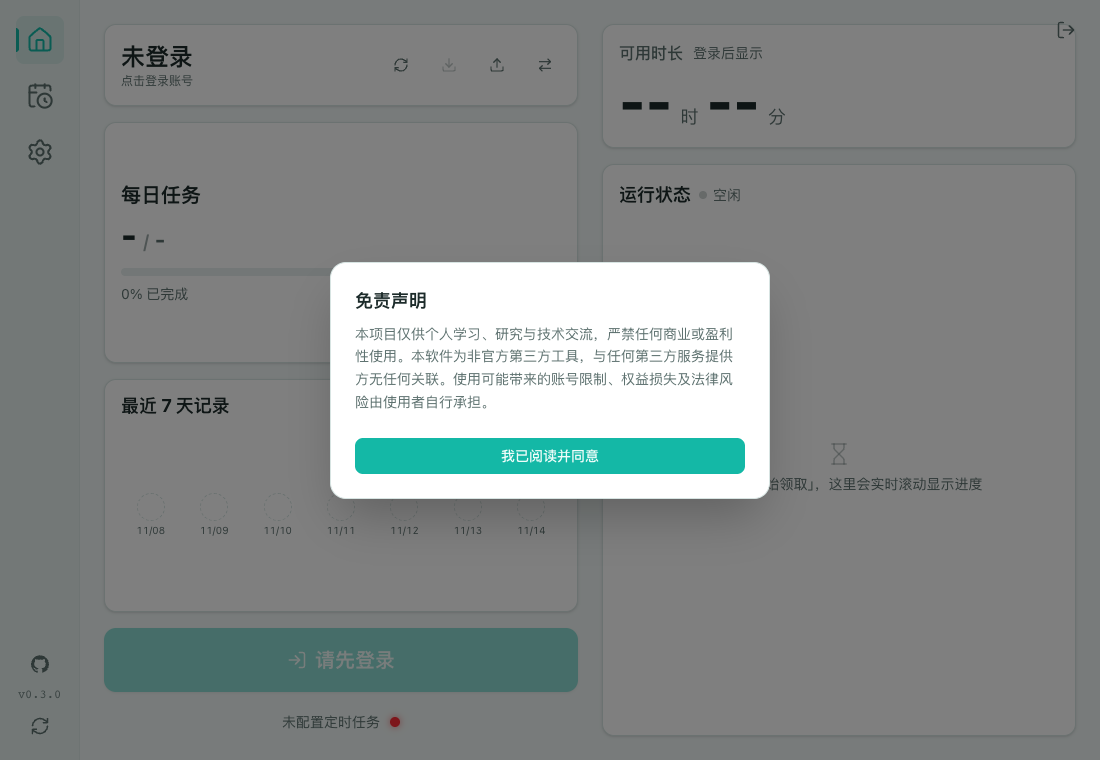 未登录
点击登录账号
可用时长 登录后显示
-- 时 -- 分
每日任务
- / -
0% 已完成
运行状态 空闲
免责声明
本项目仅供个人学习、研究与技术交流，严禁任何商业或盈利
性使用。本软件为非官方第三方工具，与任何第三方服务提供
方无任何关联。使用可能带来的账号限制、权益损失及法律风
险由使用者自行承担。
我已阅读并同意
最近 7 天记录
11/08 11/09 11/10 11/11 11/12 11/13 11/14
领取」，这里会实时滚动显示进度
请先登录
未配置定时任务
v0.3.0